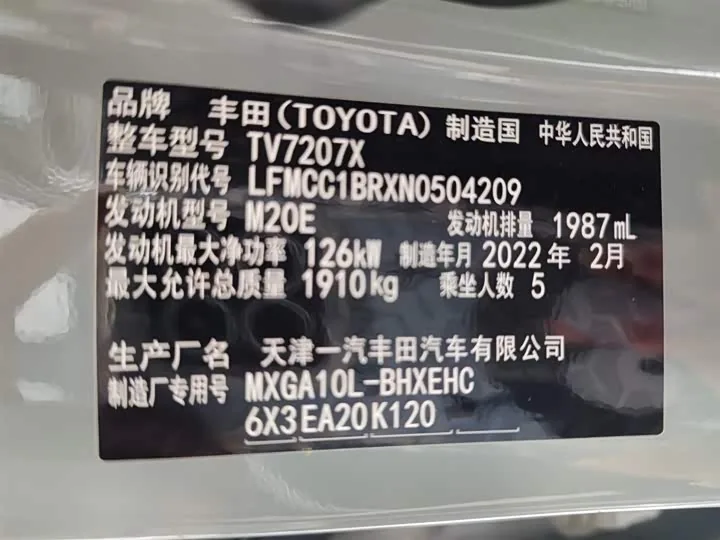 品牌 丰田(TOYOTA) 制造国 中华人民共和国
整车型号 TV7207X
车辆识别代号 LFMCC1BRXN0504209
发动机型号 M20E 发动机排量 1987mL
发动机最大净功率 126kW 制造年月 2022年 2月
最大允许总质量 1910kg 乘坐人数 5
生产厂名 天津一汽丰田汽车有限公司
制造厂专用号 MXGA10L-BHXEHC
6X3 EA20 K120